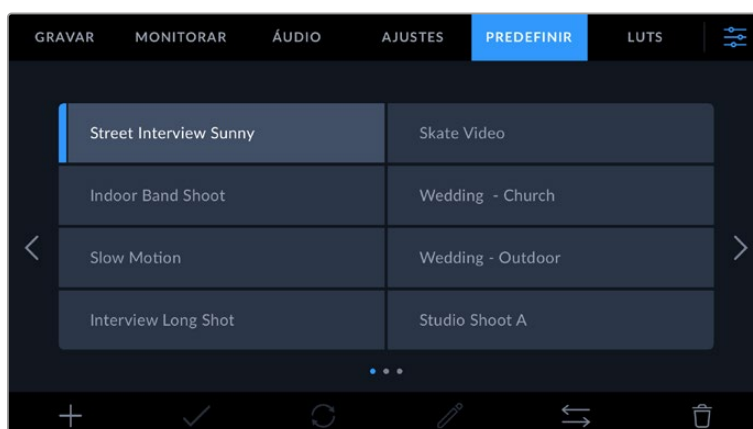 GRAVAR MONITORAR ÁUDIO AJUSTES PREDEFINIR LUTS
Street Interview Sunny Skate Video
Indoor Band Shoot Wedding - Church
Slow Motion Wedding - Outdoor
Interview Long Shot Studio Shoot A